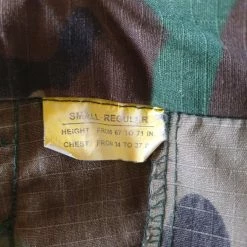 SMALL REGULAR
HEIGHT: FROM 67 TO 71 IN.
CHEST: FROM 34 TO 37